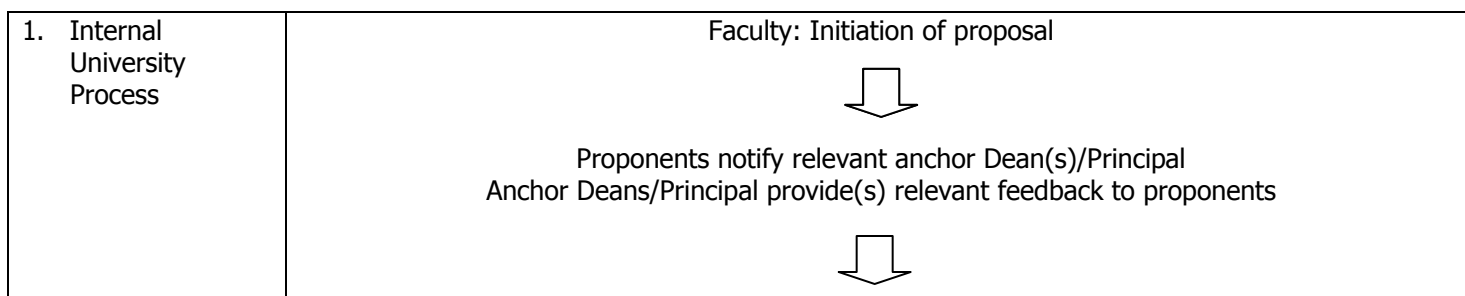 1. Internal
University
Process
Faculty: Initiation of proposal
Proponents notify relevant anchor Dean(s)/Principal
Anchor Deans/Principal provide(s) relevant feedback to proponents